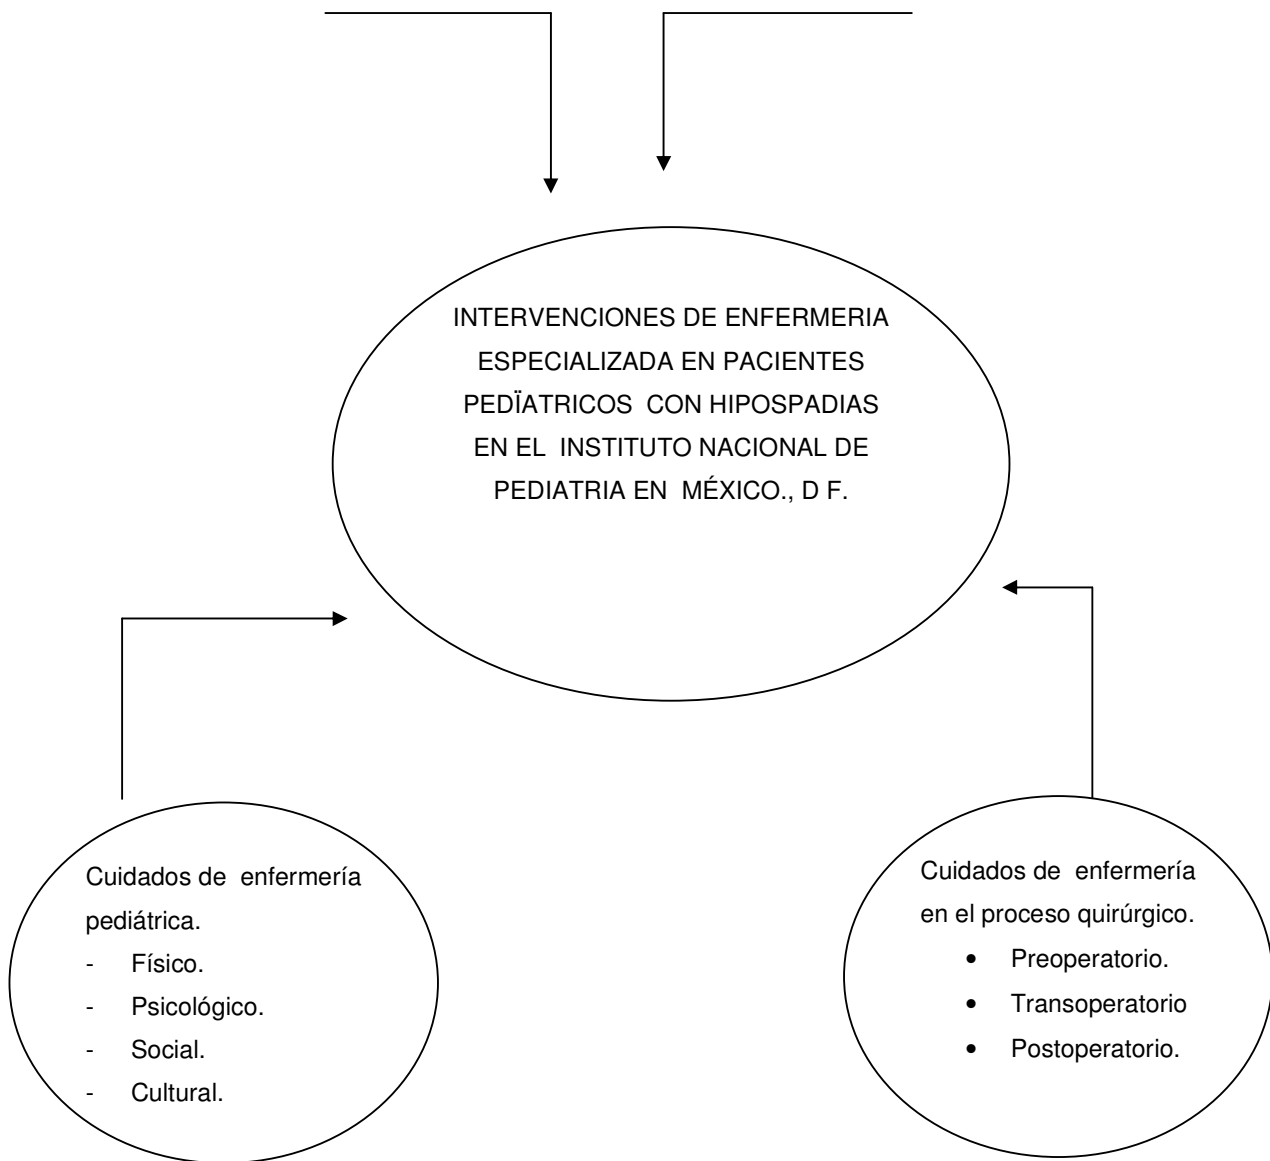 INTERVENCIONES DE ENFERMERIA
ESPECIALIZADA EN PACIENTES
PEDÏATRICOS CON HIPOSPADIAS
EN EL INSTITUTO NACIONAL DE
PEDIATRIA EN MÉXICO., D F.
Cuidados de enfermería
pediátrica.
- Físico.
- Psicológico.
- Social.
- Cultural.
Cuidados de enfermería
en el proceso quirúrgico.
• Preoperatorio.
• Transoperatorio
• Postoperatorio.